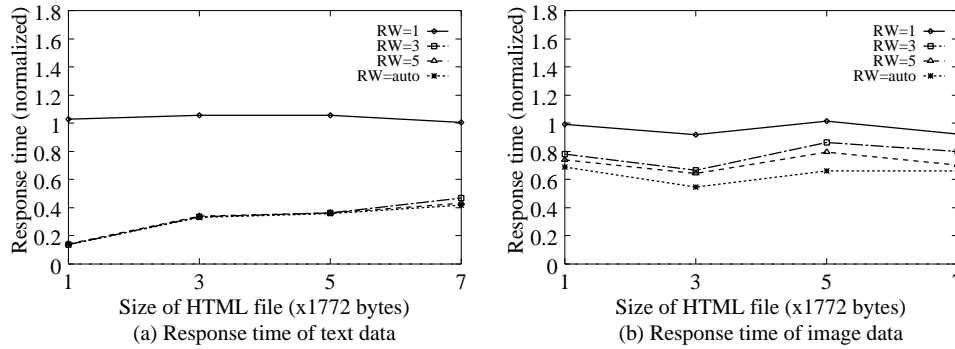 1.8
1.6
1.4
1.2
1
0.8
0.6
0.4
0.2
0
Response time (normalized)
RW=1
RW=3
RW=5
RW=auto
1 3 5 7
Size of HTML file (x1772 bytes)
(a) Response time of text data
1.8
1.6
1.4
1.2
1
0.8
0.6
0.4
0.2
0
Response time (normalized)
RW=1
RW=3
RW=5
RW=auto
1 3 5 7
Size of HTML file (x1772 bytes)
(b) Response time of image data